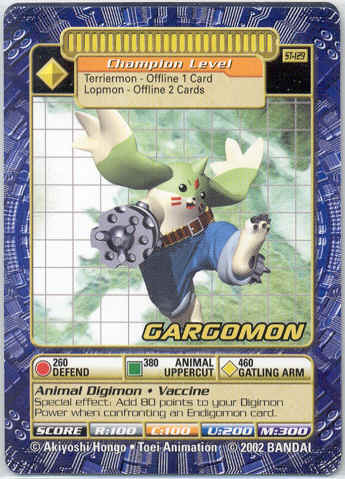 ST-129
Champion Level
Terriermon - Offline 1 Card
Lopmon - Offline 2 Cards
GARGOMON
260 DEFEND
380 ANIMAL UPPERCUT
460 GATLING ARM
Animal Digimon • Vaccine
Special effect: Add 80 points to your Digimon
Power when confronting an Endigomon card.
SCORE R:100 C:100 U:200 M:300
© Akiyoshi Hongo • Toei Animation • © 2002 BANDAI